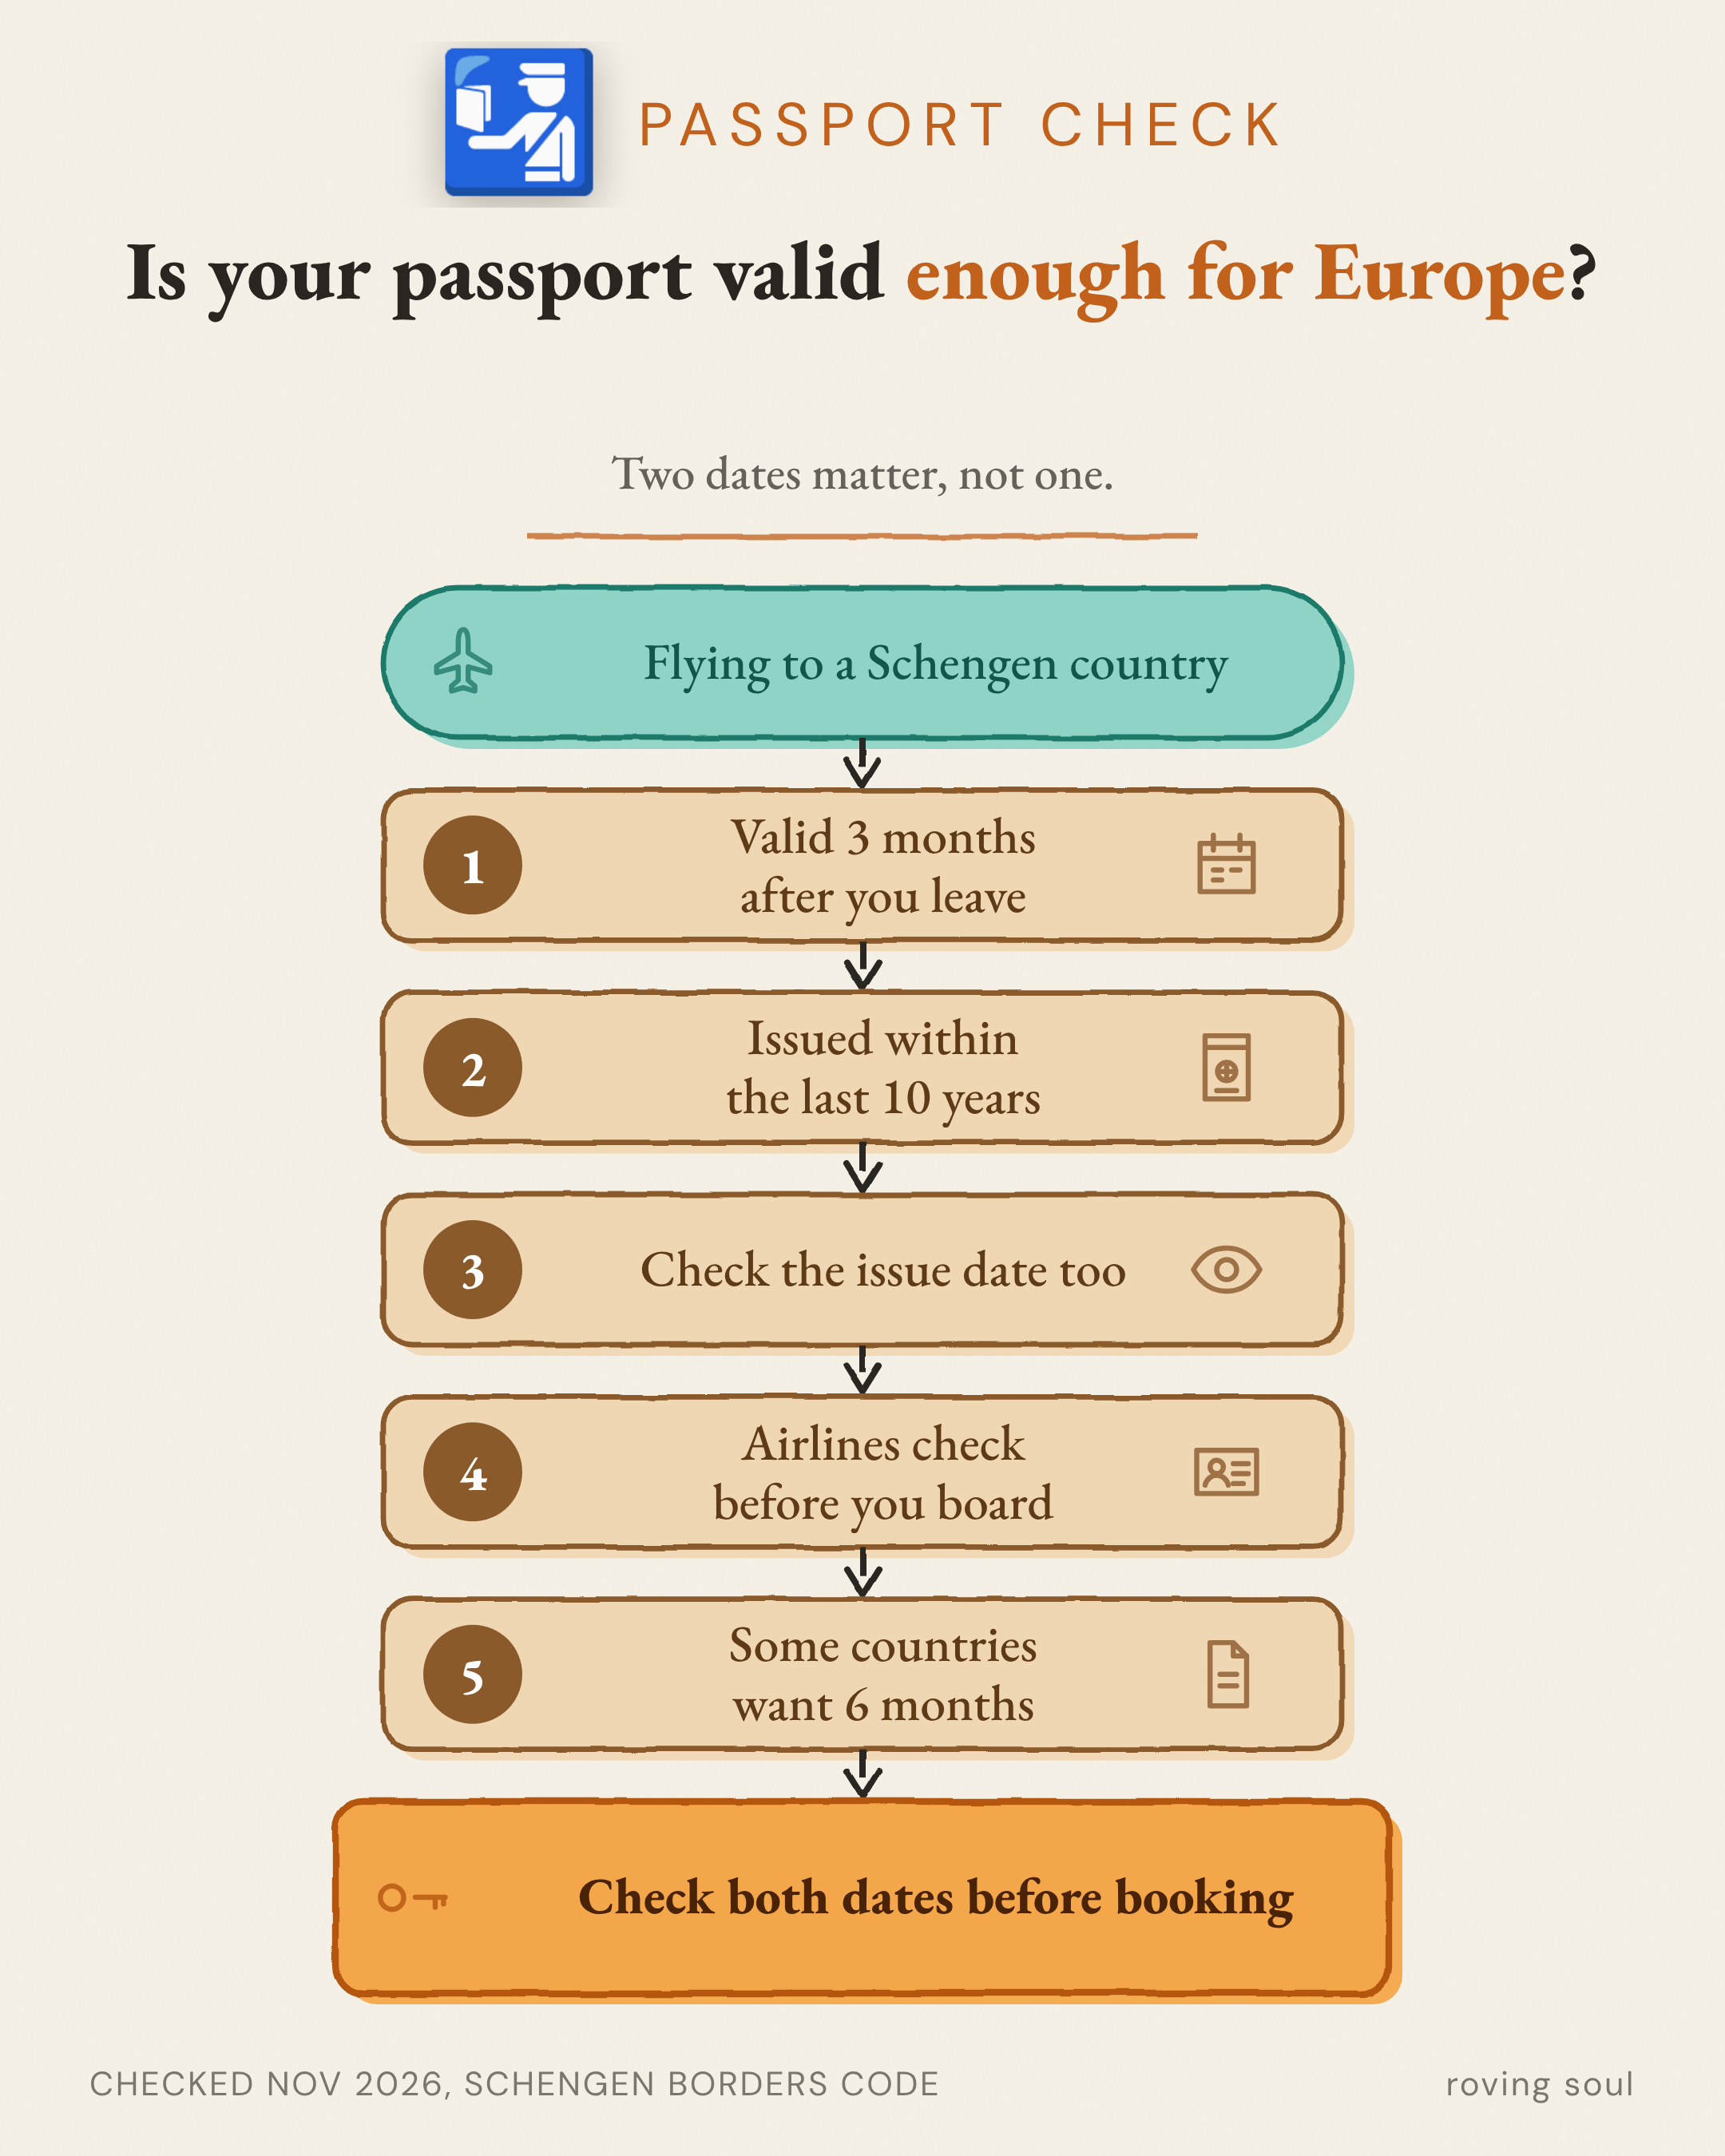 PASSPORT CHECK
Is your passport valid enough for Europe?
Two dates matter, not one.
Flying to a Schengen country
1
Valid 3 months
after you leave
2
Issued within
the last 10 years
3
Check the issue date too
4
Airlines check
before you board
5
Some countries
want 6 months
Check both dates before booking
CHECKED NOV 2026, SCHENGEN BORDERS CODE
roving soul